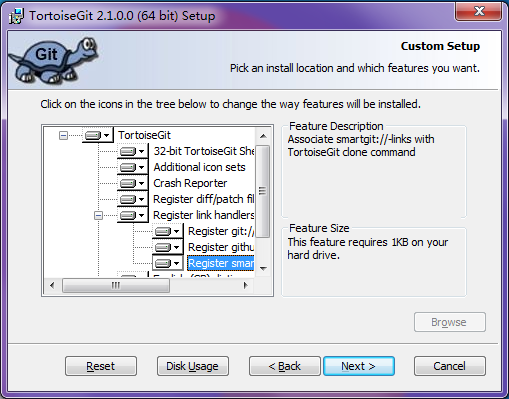 TortoiseGit 2.1.0.0 (64 bit) Setup
Git
Custom Setup
Pick an install location and which features you want.
Click on the icons in the tree below to change the way features will be installed.
TortoiseGit
32-bit TortoiseGit She
Additional icon sets
Crash Reporter
Register diff/patch fil
Register link handlers
Register git://
Register githu
Register smar
Feature Description
Associate smartgit://-links with
TortoiseGit clone command
Feature Size
This feature requires 1KB on your
hard drive.
Browse
Reset
Disk Usage
< Back
Next >
Cancel